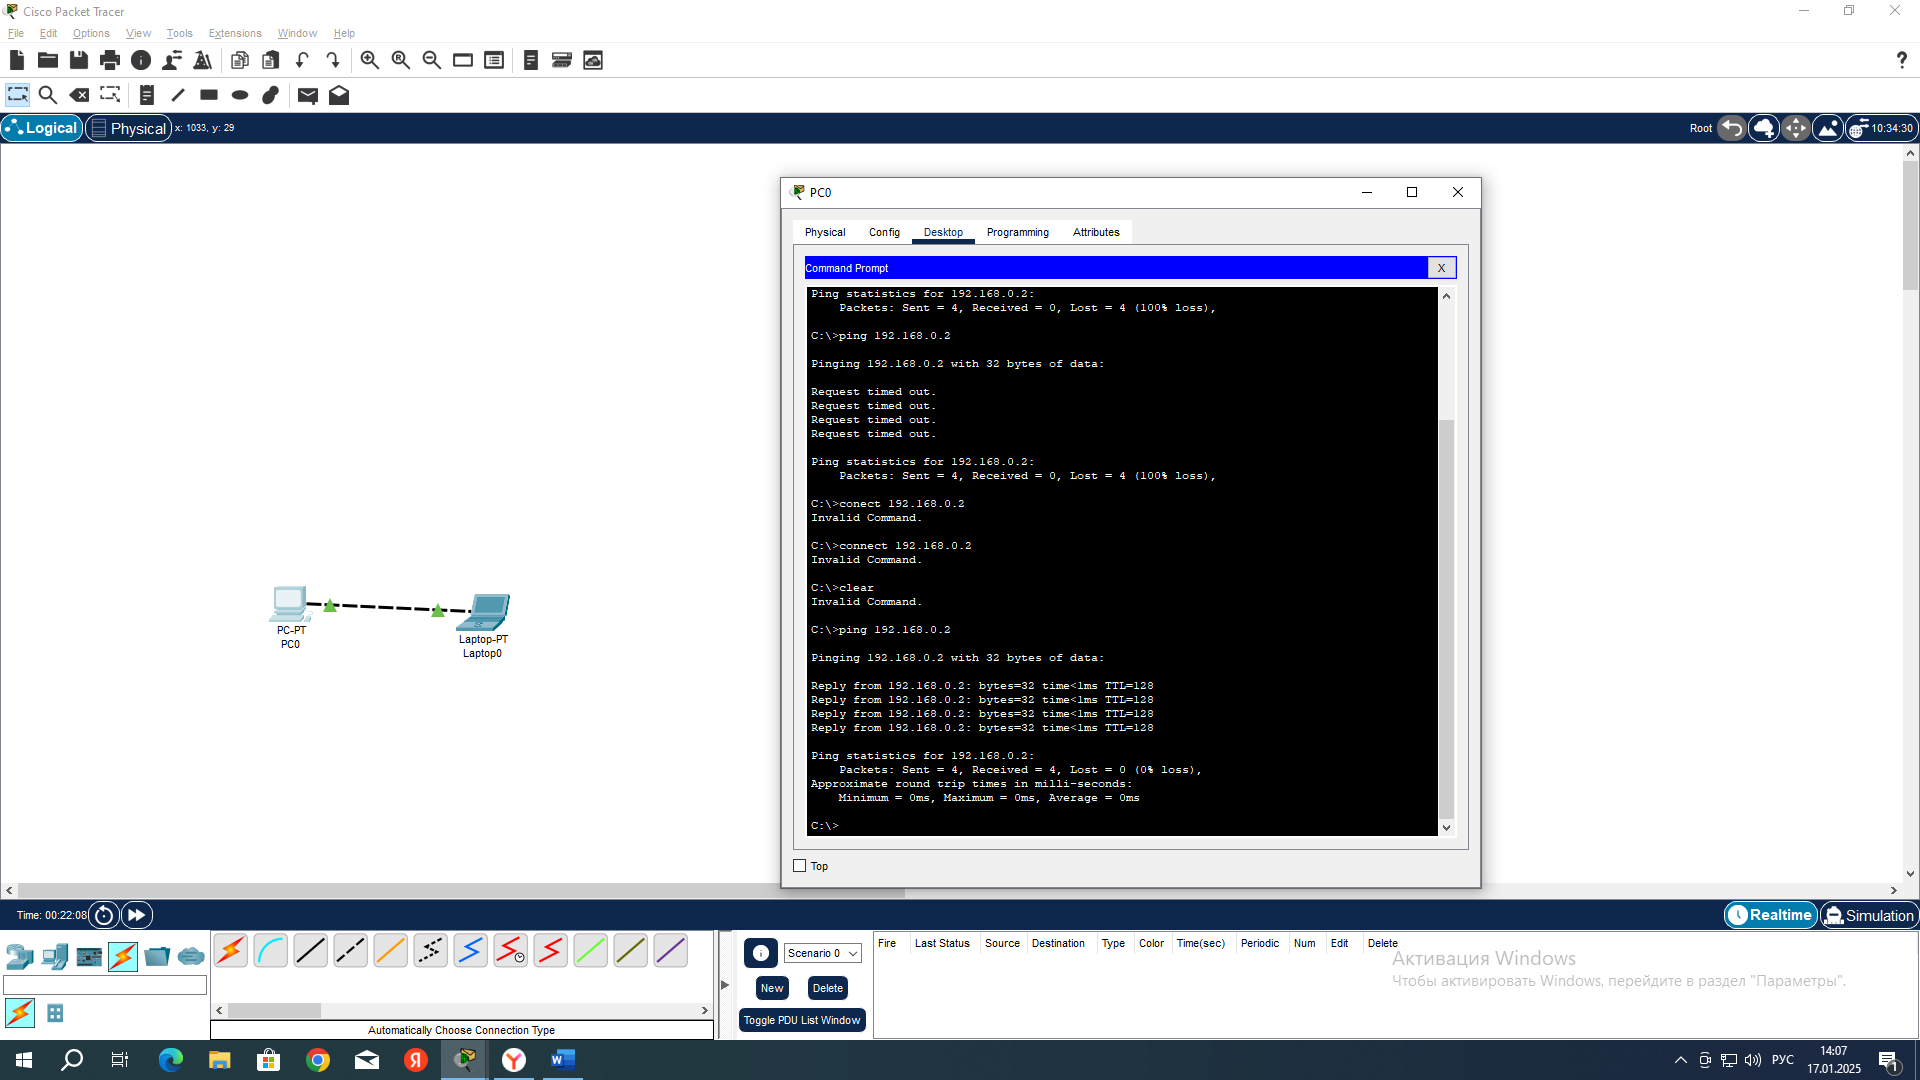 Cisco Packet Tracer
File Edit Options View Tools Extensions Window Help
?
Logical Physical x: 1033, y: 29
Root 10:34:30
PC0
Physical Config Desktop Programming Attributes
Command Prompt X
Ping statistics for 192.168.0.2:
Packets: Sent = 4, Received = 0, Lost = 4 (100% loss),
C:\>ping 192.168.0.2
Pinging 192.168.0.2 with 32 bytes of data:
Request timed out.
Request timed out.
Request timed out.
Request timed out.
Ping statistics for 192.168.0.2:
Packets: Sent = 4, Received = 0, Lost = 4 (100% loss),
C:\>conect 192.168.0.2
Invalid Command.
C:\>connect 192.168.0.2
Invalid Command.
C:\>clear
Invalid Command.
C:\>ping 192.168.0.2
Pinging 192.168.0.2 with 32 bytes of data:
Reply from 192.168.0.2: bytes=32 time<1ms TTL=128
Reply from 192.168.0.2: bytes=32 time<1ms TTL=128
Reply from 192.168.0.2: bytes=32 time<1ms TTL=128
Reply from 192.168.0.2: bytes=32 time<1ms TTL=128
Ping statistics for 192.168.0.2:
Packets: Sent = 4, Received = 4, Lost = 0 (0% loss),
Approximate round trip times in milli-seconds:
Minimum = 0ms, Maximum = 0ms, Average = 0ms
C:\>
Top
PC-PT
PC0
Laptop-PT
Laptop0
Time: 00:22:08
Realtime Simulation
Automatically Choose Connection Type
Scenario 0
New Delete
Toggle PDU List Window
Fire Last Status Source Destination Type Color Time(sec) Periodic Num Edit Delete
Активация Windows
Чтобы активировать Windows, перейдите в раздел "Параметры".
РУС
14:07
17.01.2025
1